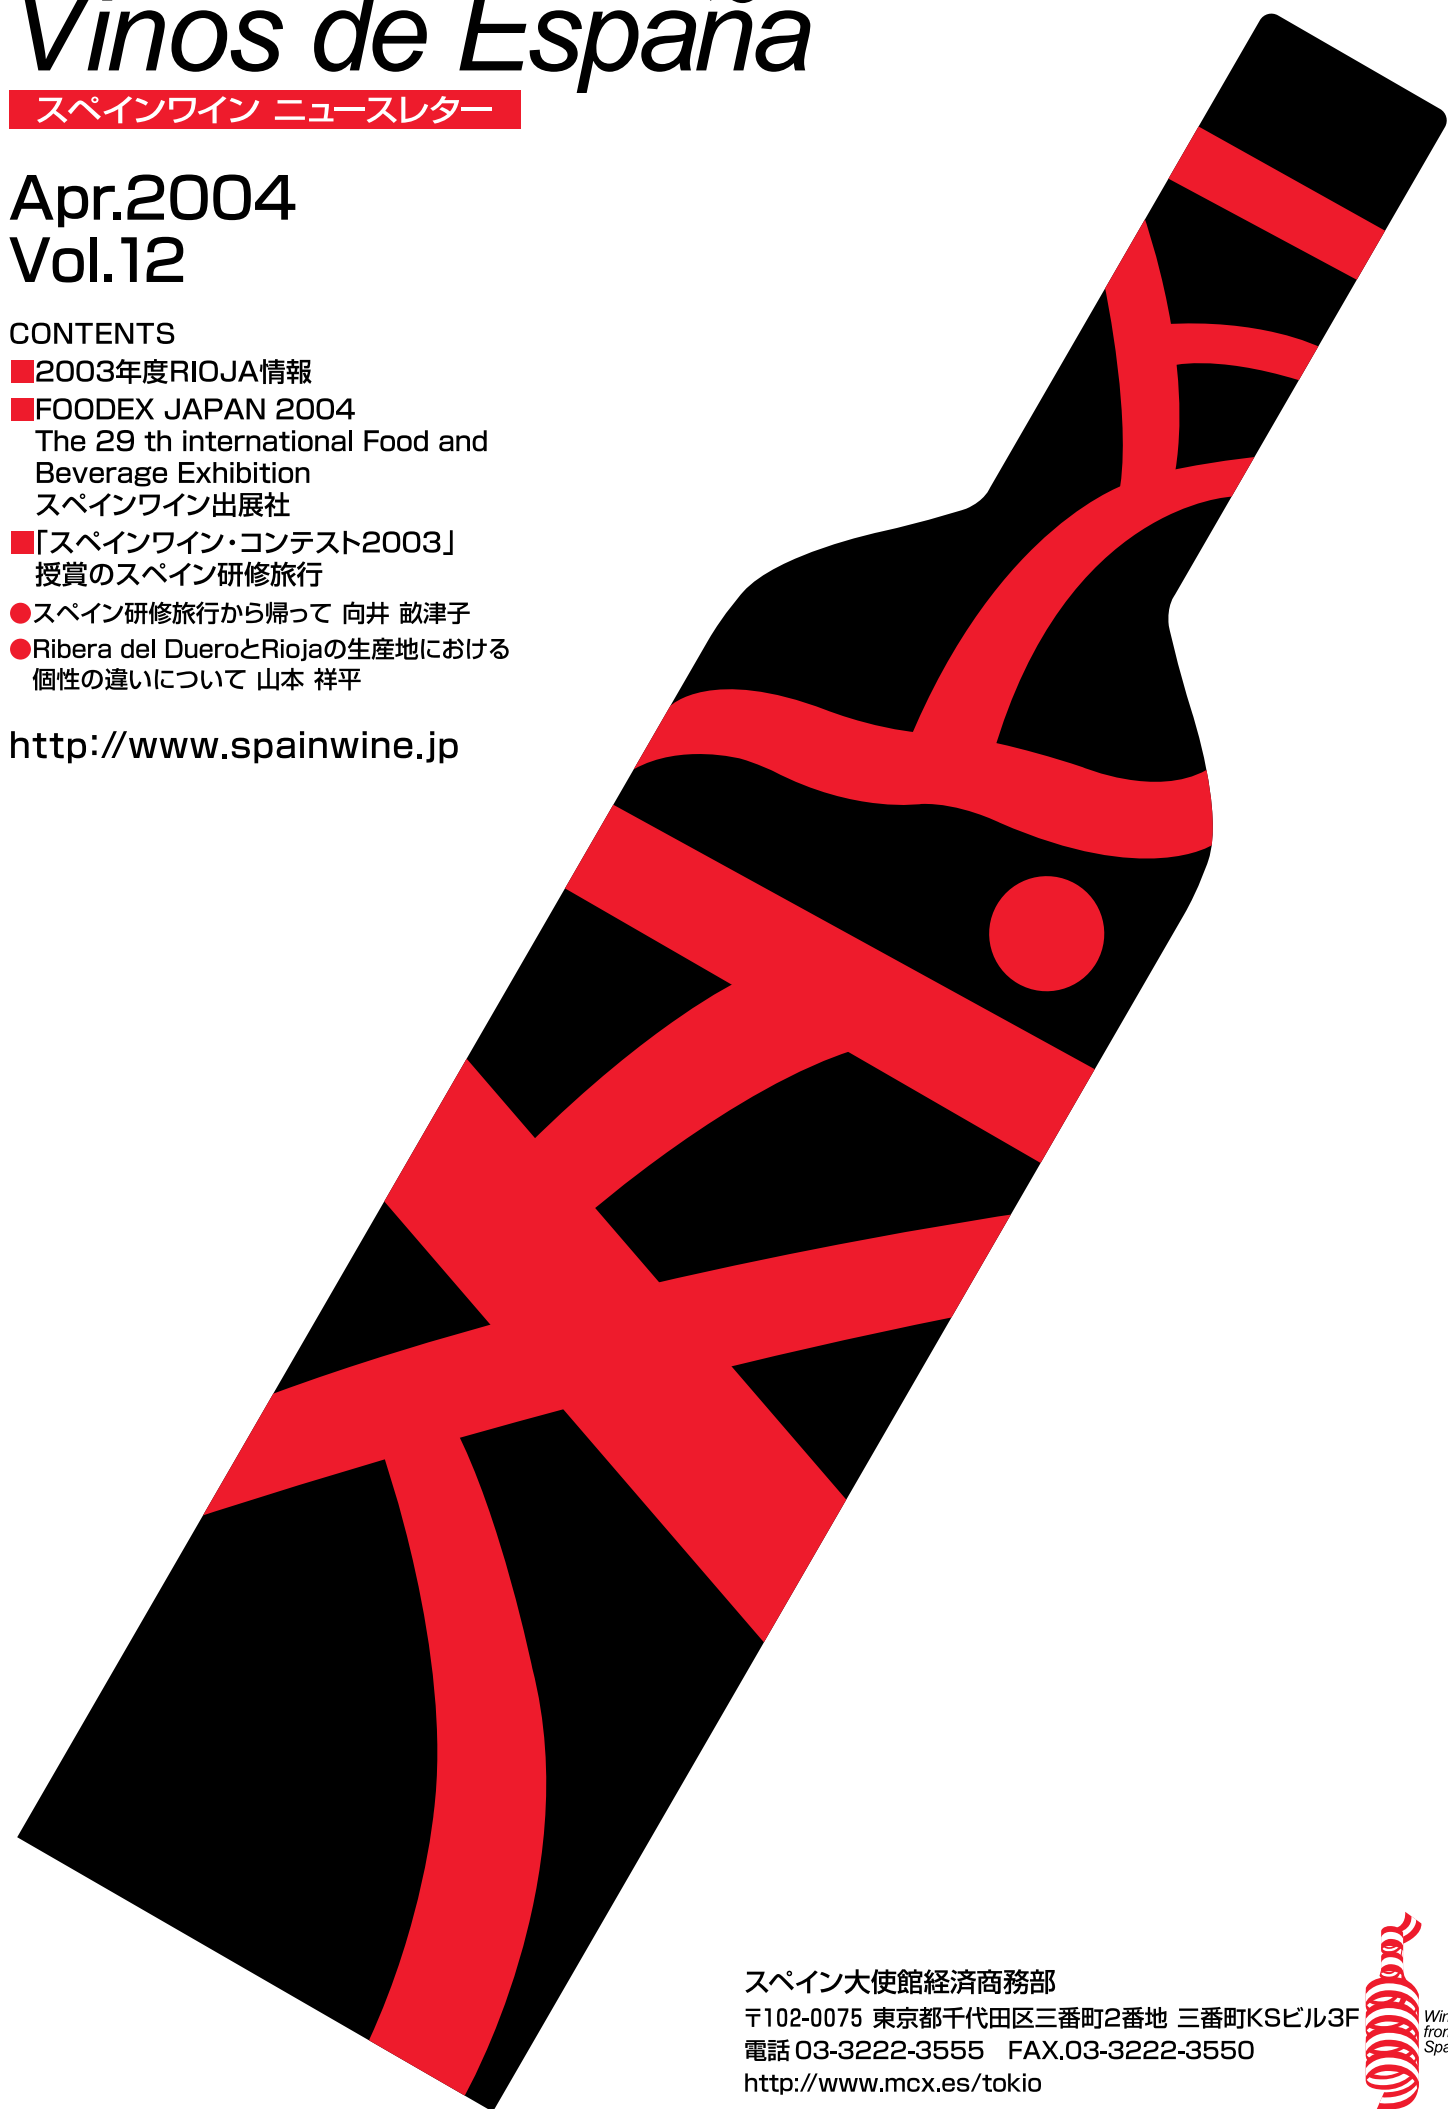 Vinos de España
スペインワイン ニュースレター
Apr.2004
Vol.12
CONTENTS
■2003年度RIOJA情報
■FOODEX JAPAN 2004
The 29 th international Food and
Beverage Exhibition
スペインワイン出展社
■「スペインワイン・コンテスト2003」
授賞のスペイン研修旅行
●スペイン研修旅行から帰って 向井 畝津子
●Ribera del DueroとRiojaの生産地における
個性の違いについて 山本 祥平
http://www.spainwine.jp
スペイン大使館経済商務部
〒102-0075 東京都千代田区三番町2番地 三番町KSビル3F
電話 03-3222-3555 FAX.03-3222-3550
http://www.mcx.es/tokio